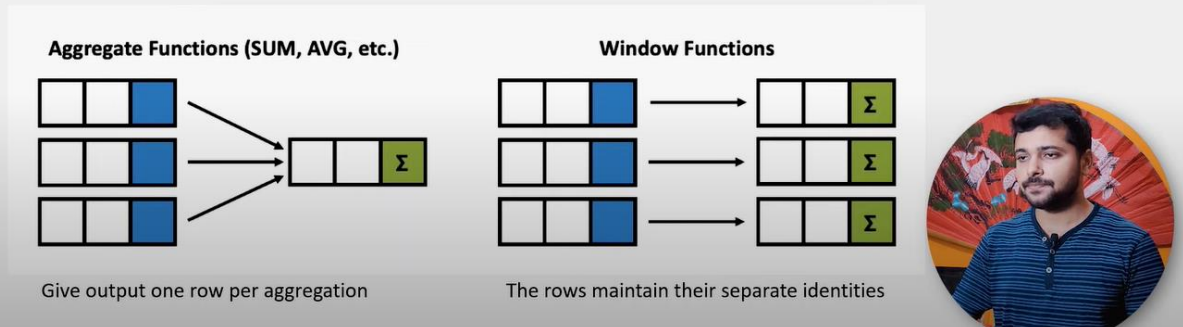 Aggregate Functions (SUM, AVG, etc.)
Window Functions
Σ
Σ
Σ
Σ
Give output one row per aggregation
The rows maintain their separate identities